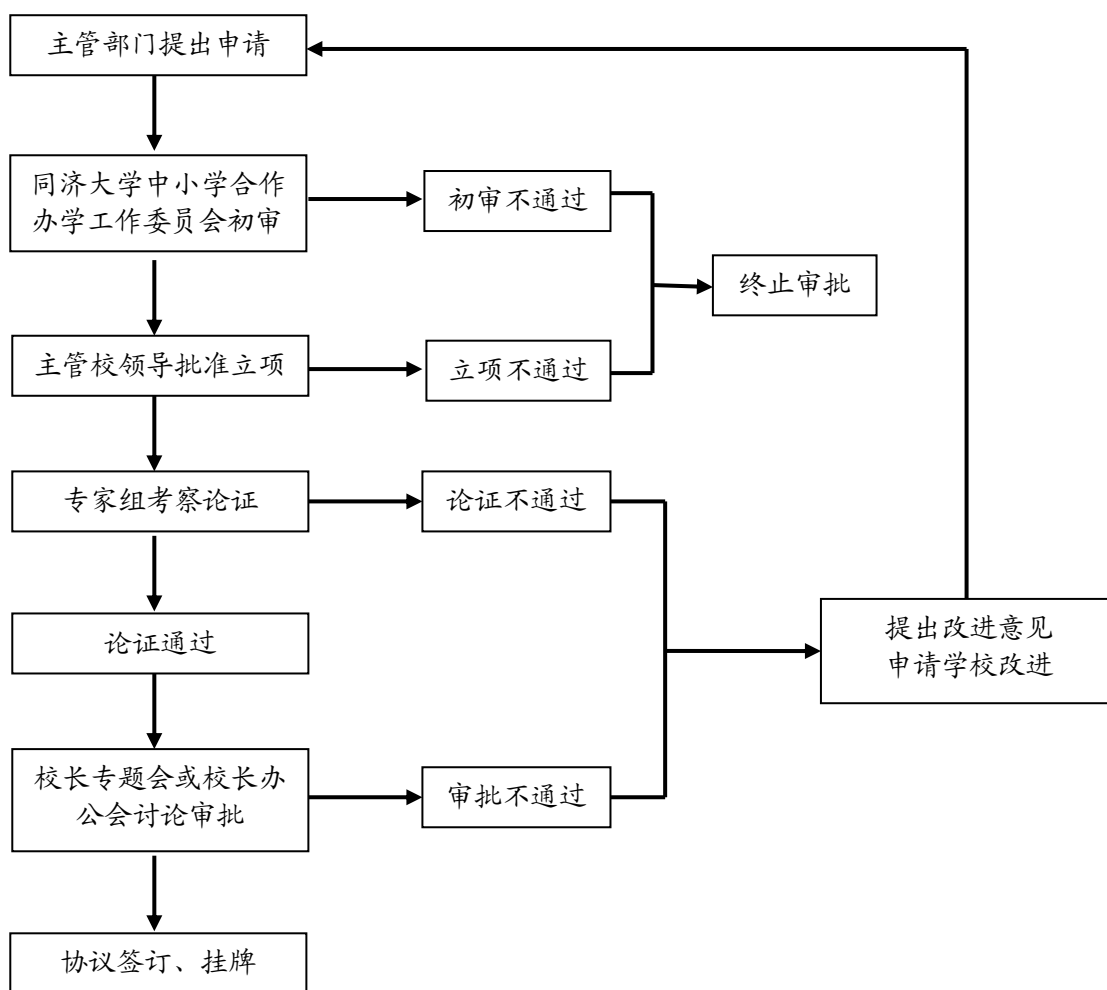 主管部门提出申请
同济大学中小学合作
办学工作委员会初审
初审不通过
终止审批
主管校领导批准立项
立项不通过
专家组考察论证
论证不通过
论证通过
提出改进意见
申请学校改进
校长专题会或校长办
公会讨论审批
审批不通过
协议签订、挂牌